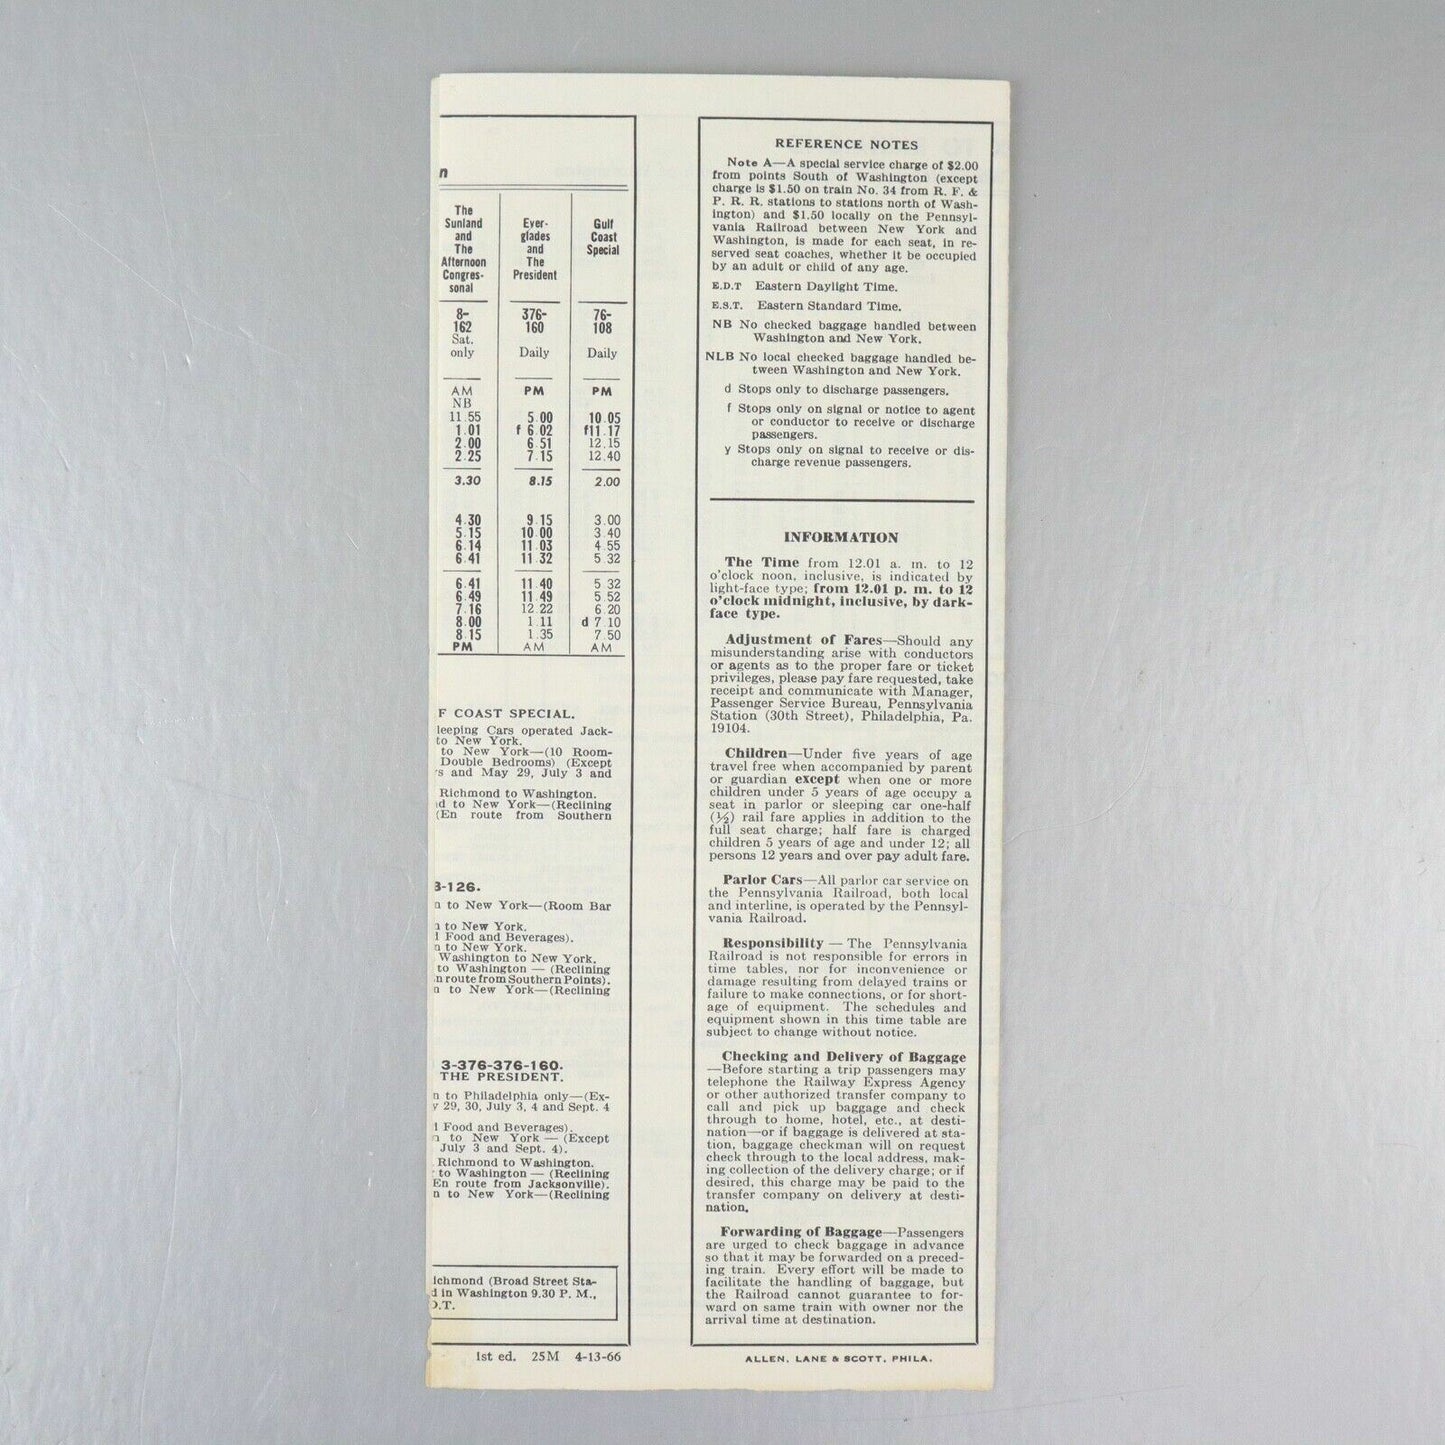 n
The
Sunland
and
The
Afternoon
Congres-
sonal
Ever-
glades
and
The
President
Gulf
Coast
Special
8-
162
Sat.
only
376-
160
Daily
76-
108
Daily
AM PM PM
NB
11.55 5.00 10.05
1.01 f 6.02 f11.17
2.00 6.51 12.15
2.25 7.15 12.40
3.30 8.15 2.00
4.30 9.15 3.00
5.15 10.00 3.40
6.14 11.03 4.55
6.41 11.32 5.32
6.41 11.40 5.32
6.49 11.49 5.52
7.16 12.22 6.20
8.00 1.11 d 7.10
8.15 1.35 7.50
PM AM AM
F COAST SPECIAL.
leeping Cars operated Jack-
to New York.
to New York—(10 Room-
Double Bedrooms) (Except
s and May 29, July 3 and
Richmond to Washington.
d to New York—(Reclining
(En route from Southern
3-126.
n to New York—(Room Bar
n to New York.
l Food and Beverages).
n to New York.
Washington to New York.
to Washington — (Reclining
n route from Southern Points).
n to New York—(Reclining
3-376-376-160.
THE PRESIDENT.
n to Philadelphia only—(Ex-
y 29, 30, July 3, 4 and Sept. 4
l Food and Beverages).
n to New York — (Except
July 3 and Sept. 4).
Richmond to Washington.
to Washington — (Reclining
En route from Jacksonville).
n to New York—(Reclining
ichmond (Broad Street Sta-
d in Washington 9.30 P. M.,
D.T.
1st ed. 25M 4-13-66
REFERENCE NOTES
Note A—A special service charge of $2.00
from points South of Washington (except
charge is $1.50 on train No. 34 from R. F. &
P. R. R. stations to stations north of Wash-
ington) and $1.50 locally on the Pennsyl-
vania Railroad between New York and
Washington, is made for each seat, in re-
served seat coaches, whether it be occupied
by an adult or child of any age.
E.D.T Eastern Daylight Time.
E.S.T. Eastern Standard Time.
NB No checked baggage handled between
Washington and New York.
NLB No local checked baggage handled be-
tween Washington and New York.
d Stops only to discharge passengers.
f Stops only on signal or notice to agent
or conductor to receive or discharge
passengers.
y Stops only on signal to receive or dis-
charge revenue passengers.
INFORMATION
The Time from 12.01 a. m. to 12
o'clock noon, inclusive, is indicated by
light-face type; from 12.01 p. m. to 12
o'clock midnight, inclusive, by dark-
face type.
Adjustment of Fares—Should any
misunderstanding arise with conductors
or agents as to the proper fare or ticket
privileges, please pay fare requested, take
receipt and communicate with Manager,
Passenger Service Bureau, Pennsylvania
Station (30th Street), Philadelphia, Pa.
19104.
Children—Under five years of age
travel free when accompanied by parent
or guardian except when one or more
children under 5 years of age occupy a
seat in parlor or sleeping car one-half
(½) rail fare applies in addition to the
full seat charge; half fare is charged
children 5 years of age and under 12; all
persons 12 years and over pay adult fare.
Parlor Cars—All parlor car service on
the Pennsylvania Railroad, both local
and interline, is operated by the Pennsyl-
vania Railroad.
Responsibility — The Pennsylvania
Railroad is not responsible for errors in
time tables, nor for inconvenience or
damage resulting from delayed trains or
failure to make connections, or for short-
age of equipment. The schedules and
equipment shown in this time table are
subject to change without notice.
Checking and Delivery of Baggage
—Before starting a trip passengers may
telephone the Railway Express Agency
or other authorized transfer company to
call and pick up baggage and check
through to home, hotel, etc., at desti-
nation—or if baggage is delivered at sta-
tion, baggage checkman will on request
check through to the local address, mak-
ing collection of the delivery charge; or if
desired, this charge may be paid to the
transfer company on delivery at desti-
nation.
Forwarding of Baggage—Passengers
are urged to check baggage in advance
so that it may be forwarded on a preced-
ing train. Every effort will be made to
facilitate the handling of baggage, but
the Railroad cannot guarantee to for-
ward on same train with owner nor the
arrival time at destination.
ALLEN, LANE & SCOTT, PHILA.